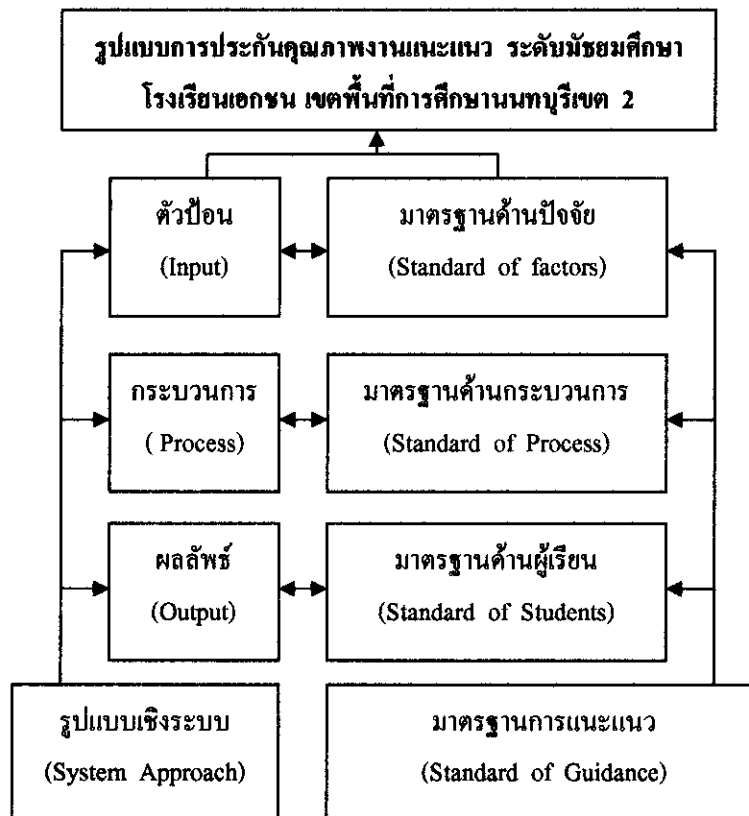 รูปแบบการประกันคุณภาพงานแนะแนว ระดับมัธยมศึกษา
โรงเรียนเอกชน เขตพื้นที่การศึกษานนทบุรีเขต 2
ตัวป้อน
(Input)
มาตรฐานด้านปัจจัย
(Standard of factors)
กระบวนการ
( Process)
มาตรฐานด้านกระบวนการ
(Standard of Process)
ผลลัพธ์
(Output)
มาตรฐานด้านผู้เรียน
(Standard of Students)
รูปแบบเชิงระบบ
(System Approach)
มาตรฐานการแนะแนว
(Standard of Guidance)